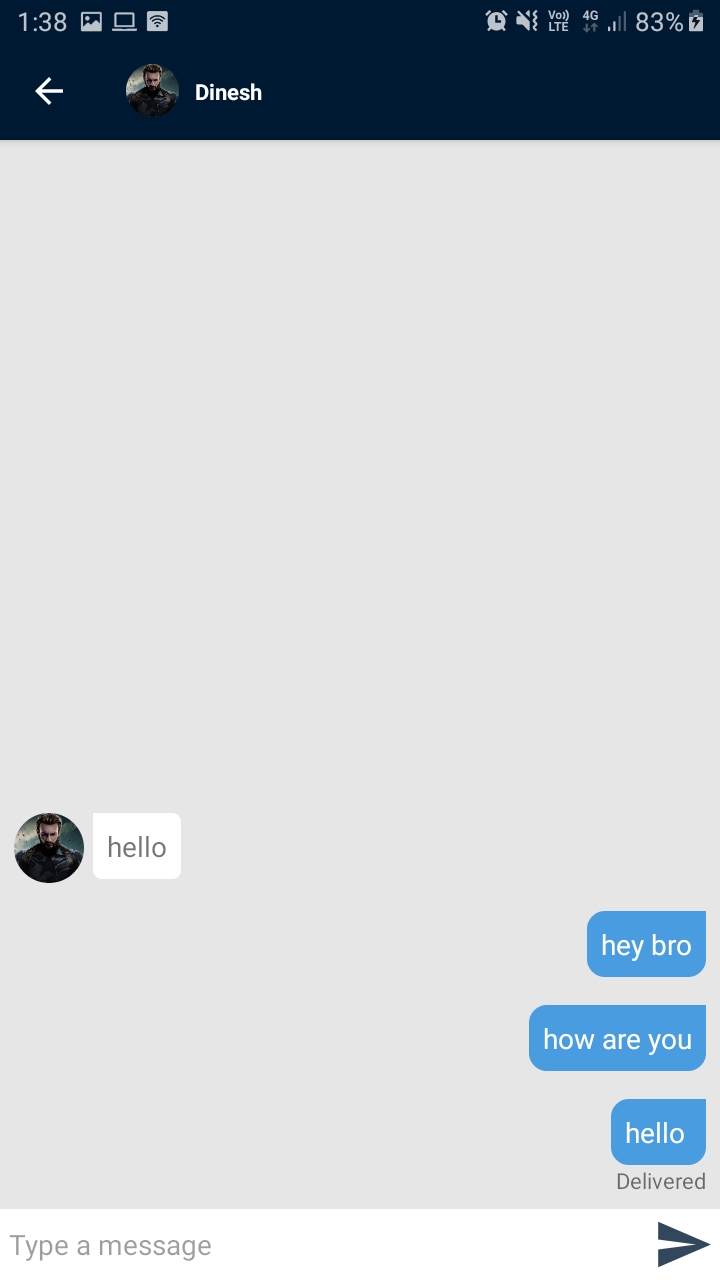 1:38 Vo)) LTE 4G 83%
Dinesh
hello
hey bro
how are you
hello
Delivered
Type a message